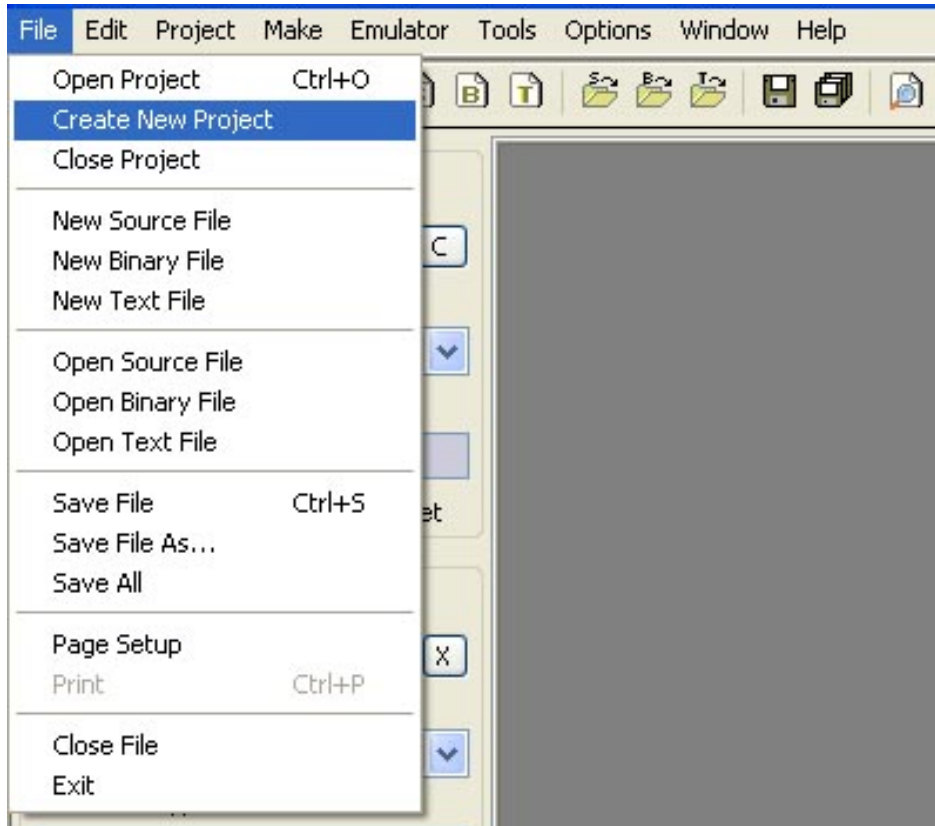 File Edit Project Make Emulator Tools Options Window Help
Open Project Ctrl+O
Create New Project
Close Project
New Source File
New Binary File
New Text File
Open Source File
Open Binary File
Open Text File
Save File Ctrl+S
Save File As...
Save All
Page Setup
Print Ctrl+P
Close File
Exit
B T S B T
C
et
X